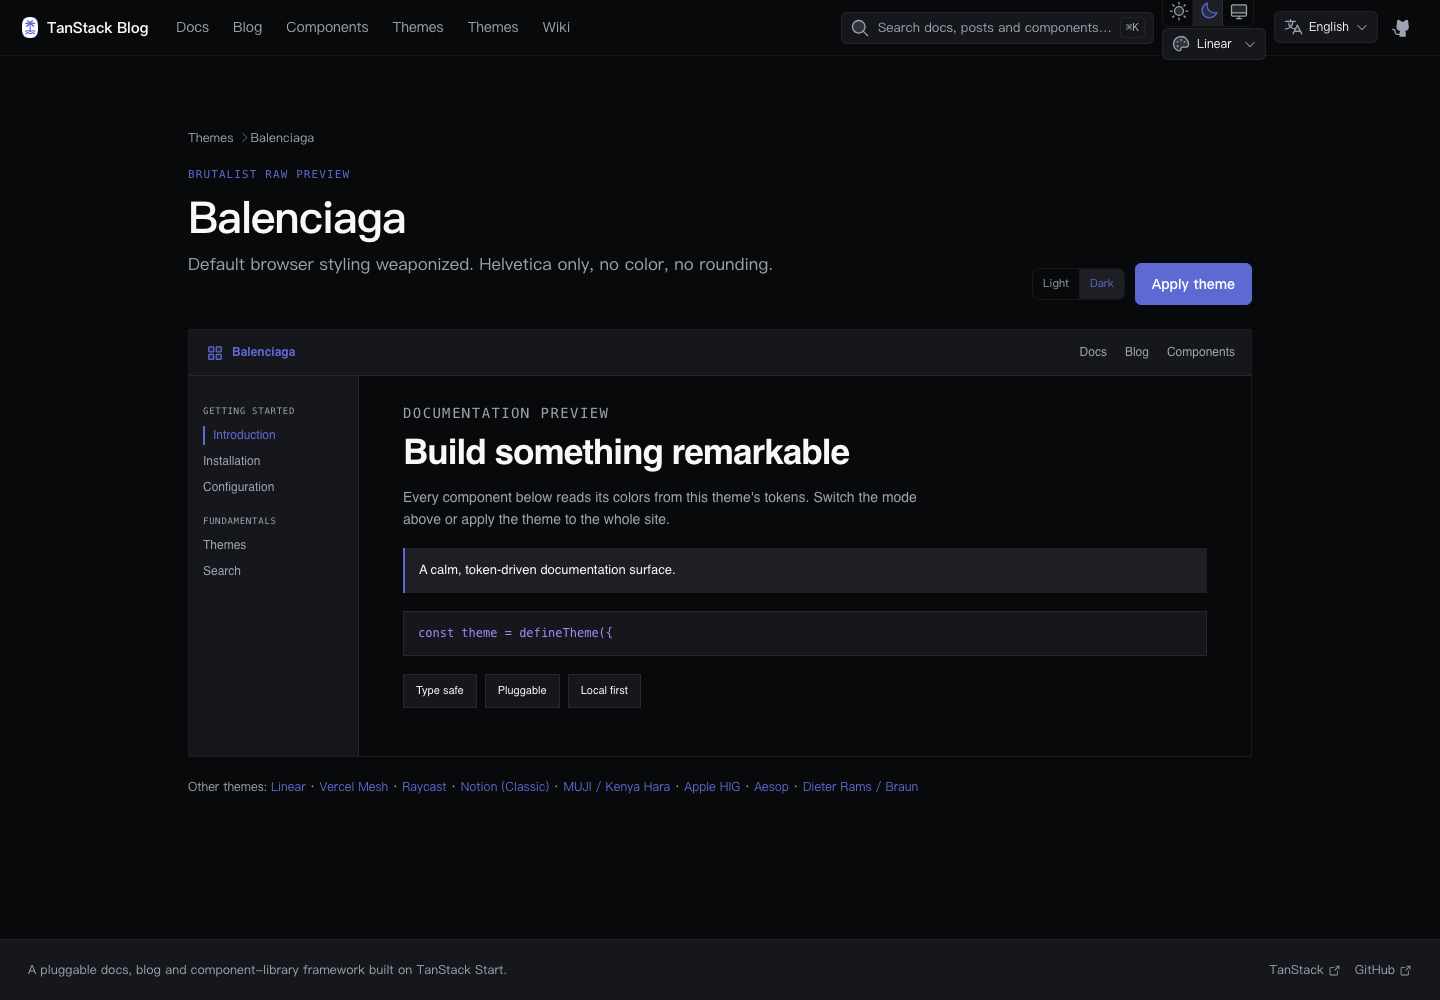 TanStack Blog
Docs
Blog
Components
Themes
Themes
Wiki
Search docs, posts and components...
⌘K
Linear
English
Themes
Balenciaga
BRUTALIST RAW PREVIEW
Balenciaga
Default browser styling weaponized. Helvetica only, no color, no rounding.
Light
Dark
Apply theme
Balenciaga
Docs
Blog
Components
GETTING STARTED
Introduction
Installation
Configuration
FUNDAMENTALS
Themes
Search
DOCUMENTATION PREVIEW
Build something remarkable
Every component below reads its colors from this theme's tokens. Switch the mode
above or apply the theme to the whole site.
A calm, token-driven documentation surface.
const theme = defineTheme({
Type safe
Pluggable
Local first
Other themes: Linear · Vercel Mesh · Raycast · Notion (Classic) · MUJI / Kenya Hara · Apple HIG · Aesop · Dieter Rams / Braun
A pluggable docs, blog and component-library framework built on TanStack Start.
TanStack
GitHub